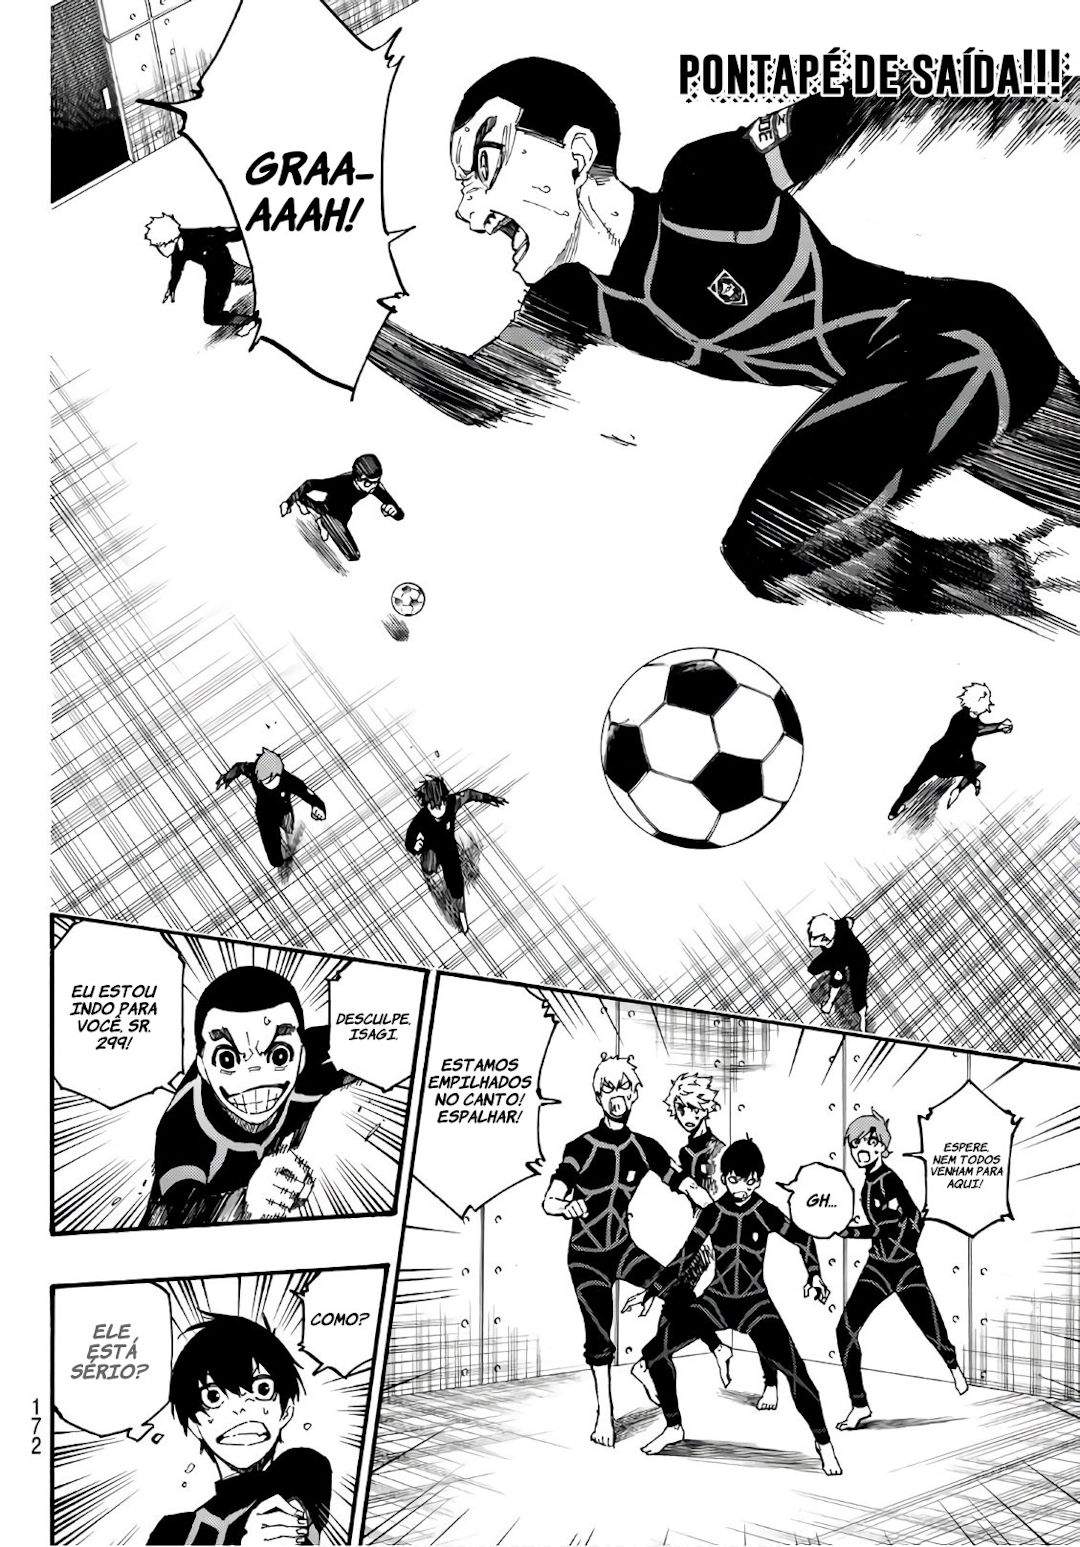 PONTAPÉ DE SAÍDA!!!
GRAA-
AAAH!
DESCULPE,
ISAGI.
EU ESTOU
INDO PARA
VOCÊ, SR.
299!
ESPERE,
NEM TODOS
VENHAM PARA
AQUI!
GH...
ESTAMOS
EMPILHADOS
NO CANTO!
ESPALHAR!
COMO?
ELE
ESTÁ
SÉRIO?
172